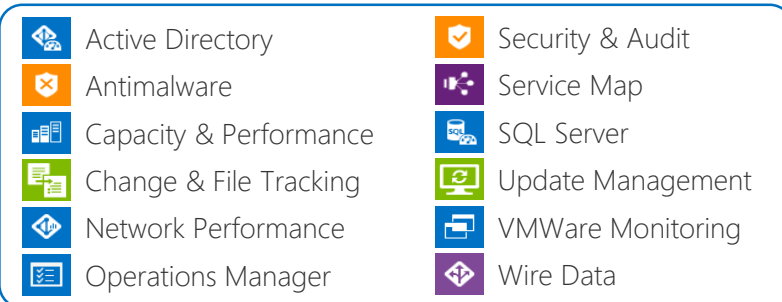 Active Directory
Antimalware
Capacity & Performance
Change & File Tracking
Network Performance
Operations Manager
Security & Audit
Service Map
SQL
SQL Server
Update Management
VMWare Monitoring
Wire Data